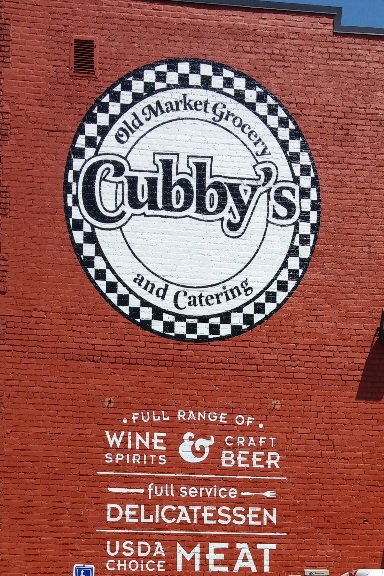 Old Market Grocery
Cubby's
and Catering
• FULL RANGE OF •
WINE & CRAFT
SPIRITS BEER
full service
DELICATESSEN
USDA CHOICE MEAT